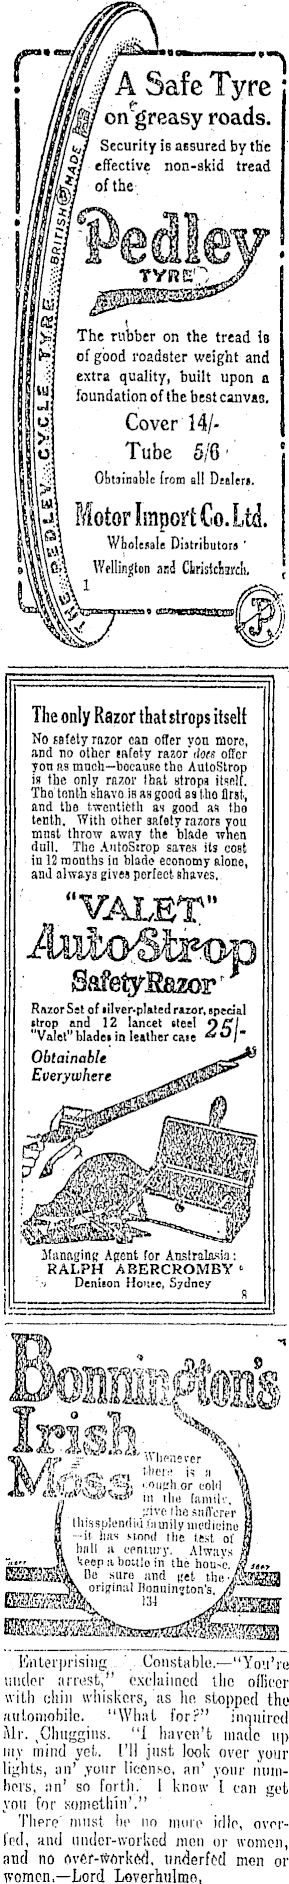 A Safe Tyre
on greasy roads.
Security is assured by the
effective non-skid tread
of the
Pedley
TYRE
THE PEDLEY CYCLE TYRE
BRITISH MADE
The rubber on the tread is
of good roadster weight and
extra quality, built upon a
foundation of the best canvas.
Cover 14/-
Tube 5/6
Obtainable from all Dealers.
Motor Import Co. Ltd.
Wholesale Distributors
Wellington and Christchurch.
1
The only Razor that strops itself
No safety razor can offer you more,
and no other safety razor does offer
you as much—because the AutoStrop
is the only razor that strops itself.
The tenth shave is as good as the first,
and the twentieth as good as the
tenth. With other safety razors you
must throw away the blade when
dull. The AutoStrop saves its cost
in 12 months in blade economy alone,
and always gives perfect shaves.
"VALET"
AutoStrop
Safety Razor
Razor Set of silver-plated razor, special
strop and 12 lancet steel
"Valet" blades in leather case 25/-
Obtainable
Everywhere
Managing Agent for Australasia:
RALPH ABERCROMBY
Denison House, Sydney
8
Bonnington's
Irish
Moss
Whenever
there is a
cough or cold
in the family,
give the sufferer
this splendid family medicine
—it has stood the test of
half a century. Always
keep a bottle in the house.
Be sure and get the
original Bonnington's.
134
Enterprising Constable.—"You're
under arrest," exclaimed the officer
with chin whiskers, as he stopped the
automobile. "What for?" inquired
Mr. Chuggins. "I haven't made up
my mind yet. I'll just look over your
lights, an' your license, an' your num-
bers, an' so forth. I know I can get
you for somethin'."
There must be no more idle, over-
fed, and under-worked men or women,
and no over-worked, underfed men or
women.—Lord Leverhulme.